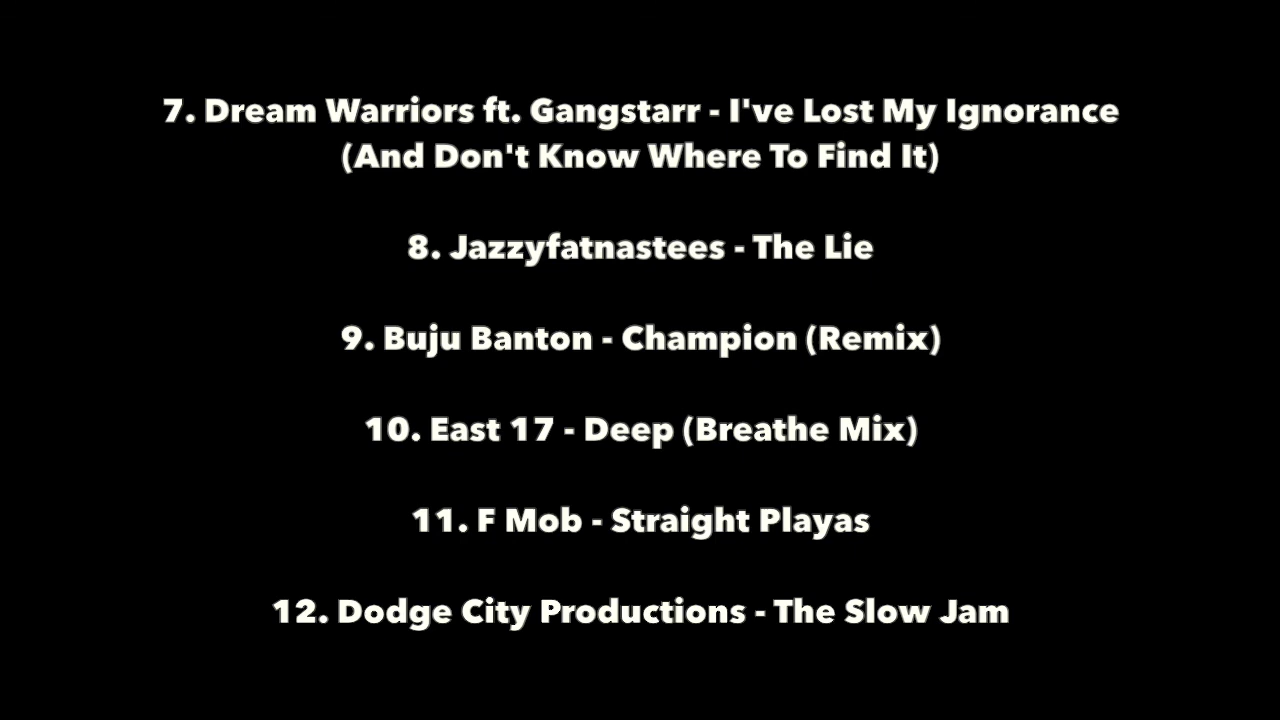 7. Dream Warriors ft. Gangstarr - I've Lost My Ignorance
(And Don't Know Where To Find It)
8. Jazzyfatnastees - The Lie
9. Buju Banton - Champion (Remix)
10. East 17 - Deep (Breathe Mix)
11. F Mob - Straight Playas
12. Dodge City Productions - The Slow Jam